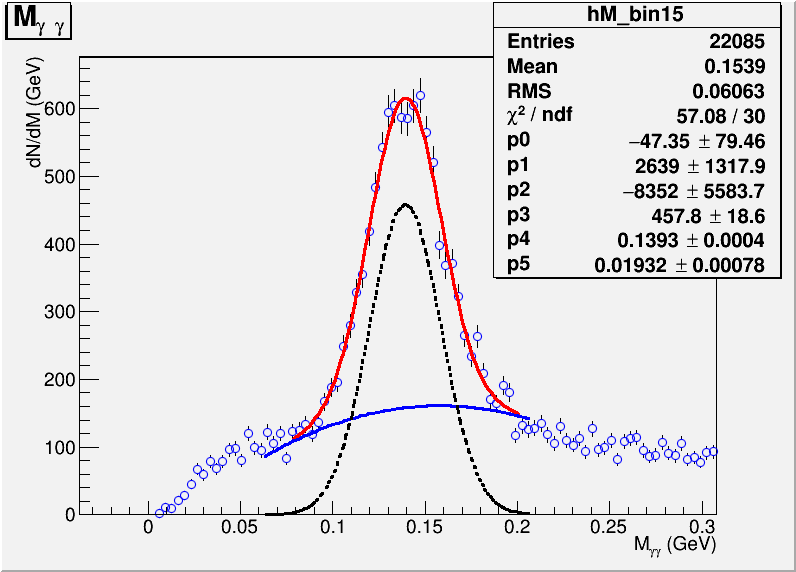 M γ γ
hM_bin15
Entries 22085
Mean 0.1539
RMS 0.06063
χ² / ndf 57.08 / 30
p0 −47.35 ± 79.46
p1 2639 ± 1317.9
p2 −8352 ± 5583.7
p3 457.8 ± 18.6
p4 0.1393 ± 0.0004
p5 0.01932 ± 0.00078
dN/dM (GeV)
600
500
400
300
200
100
0
0 0.05 0.1 0.15 0.2 0.25 0.3
Mγγ (GeV)